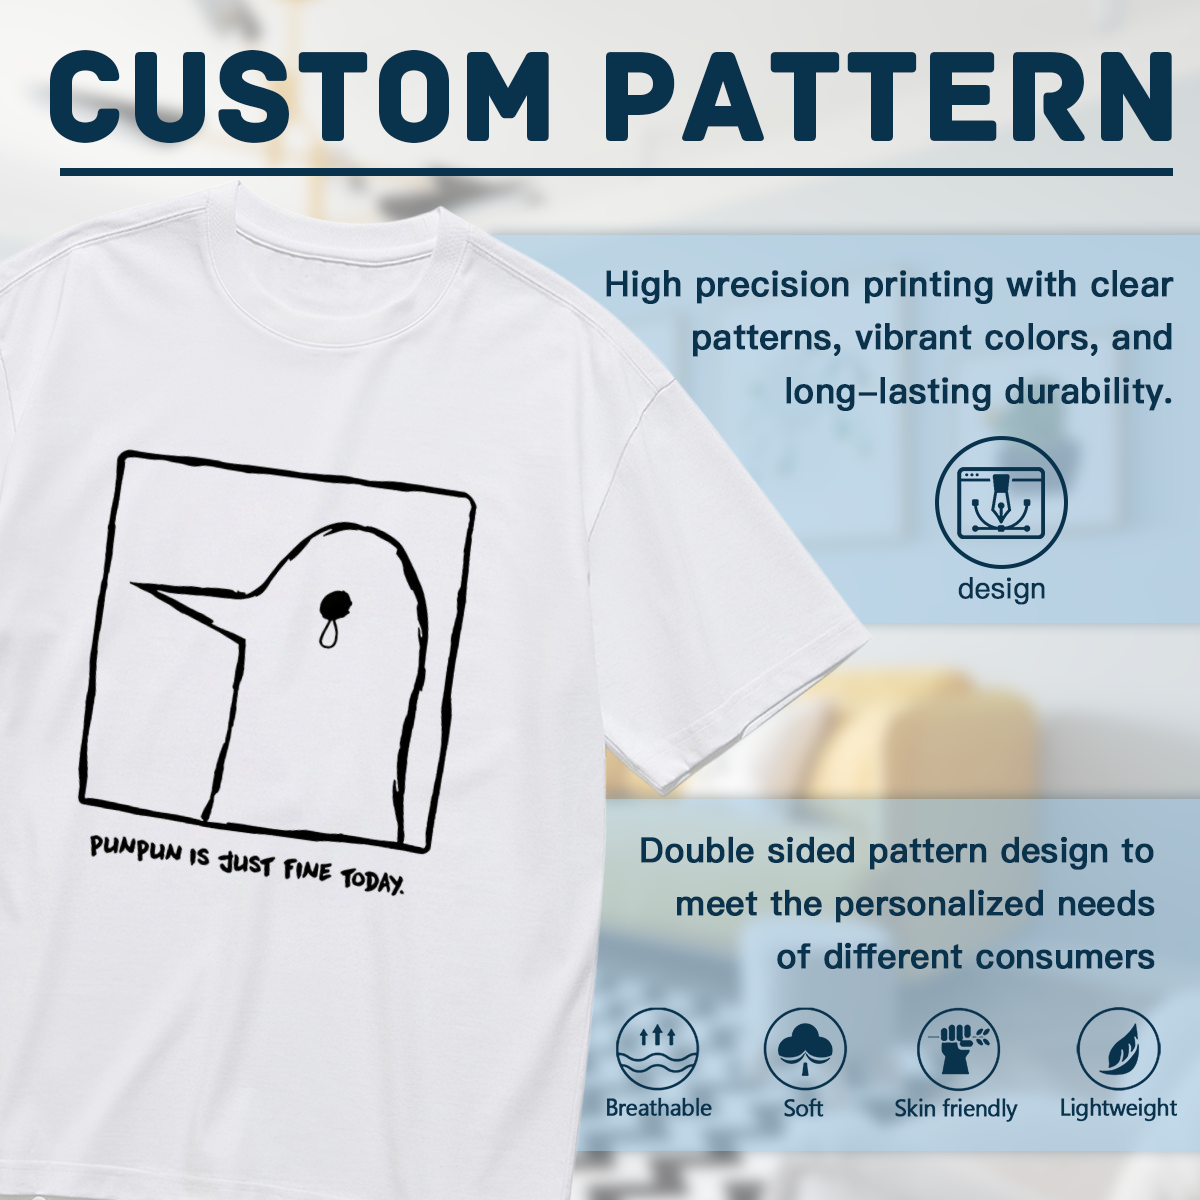 CUSTOM PATTERN
High precision printing with clear
patterns, vibrant colors, and
long-lasting durability.
design
PUNPUN IS JUST FINE TODAY.
Double sided pattern design to
meet the personalized needs
of different consumers
Breathable
Soft
Skin friendly
Lightweight